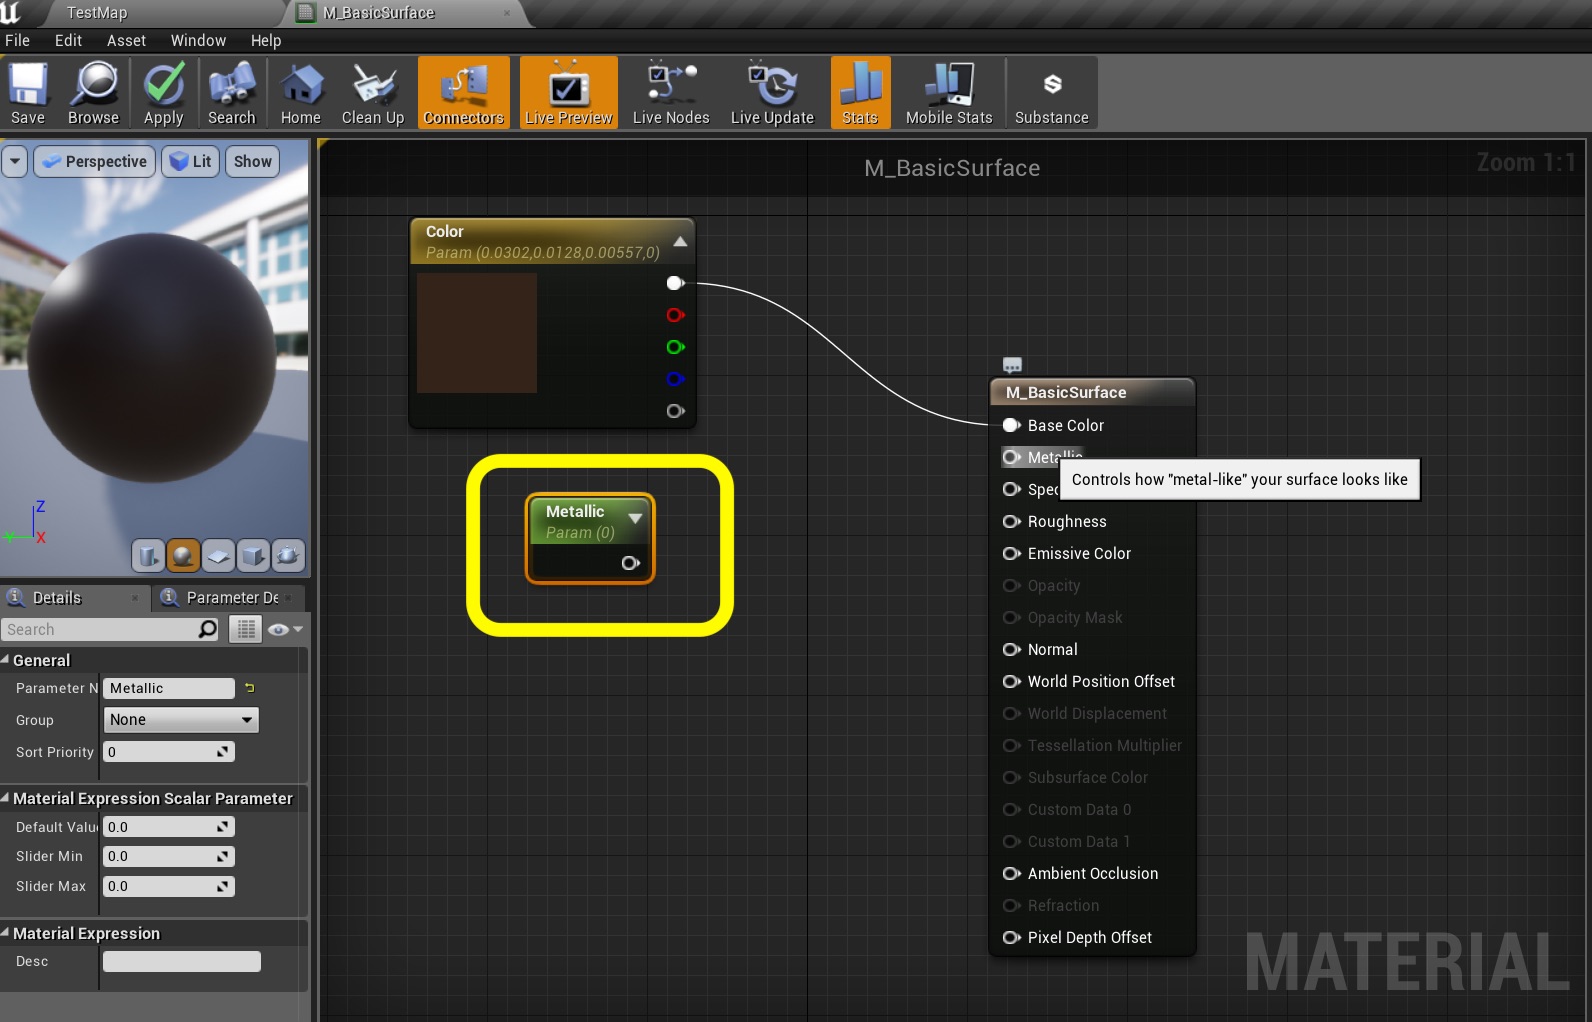 TestMap
M_BasicSurface
File Edit Asset Window Help
Save Browse Apply Search Home Clean Up Connectors Live Preview Live Nodes Live Update Stats Mobile Stats Substance
Perspective Lit Show
M_BasicSurface
Zoom 1:1
Color
Param (0.0302,0.0128,0.00557,0)
Metallic
Param (0)
M_BasicSurface
Base Color
Metallic
Controls how "metal-like" your surface looks like
Spec
Roughness
Emissive Color
Opacity
Opacity Mask
Normal
World Position Offset
World Displacement
Tessellation Multiplier
Subsurface Color
Custom Data 0
Custom Data 1
Ambient Occlusion
Refraction
Pixel Depth Offset
MATERIAL
Z
Y
X
Details
Parameter De
Search
General
Parameter N Metallic
Group None
Sort Priority 0
Material Expression Scalar Parameter
Default Valu 0.0
Slider Min 0.0
Slider Max 0.0
Material Expression
Desc